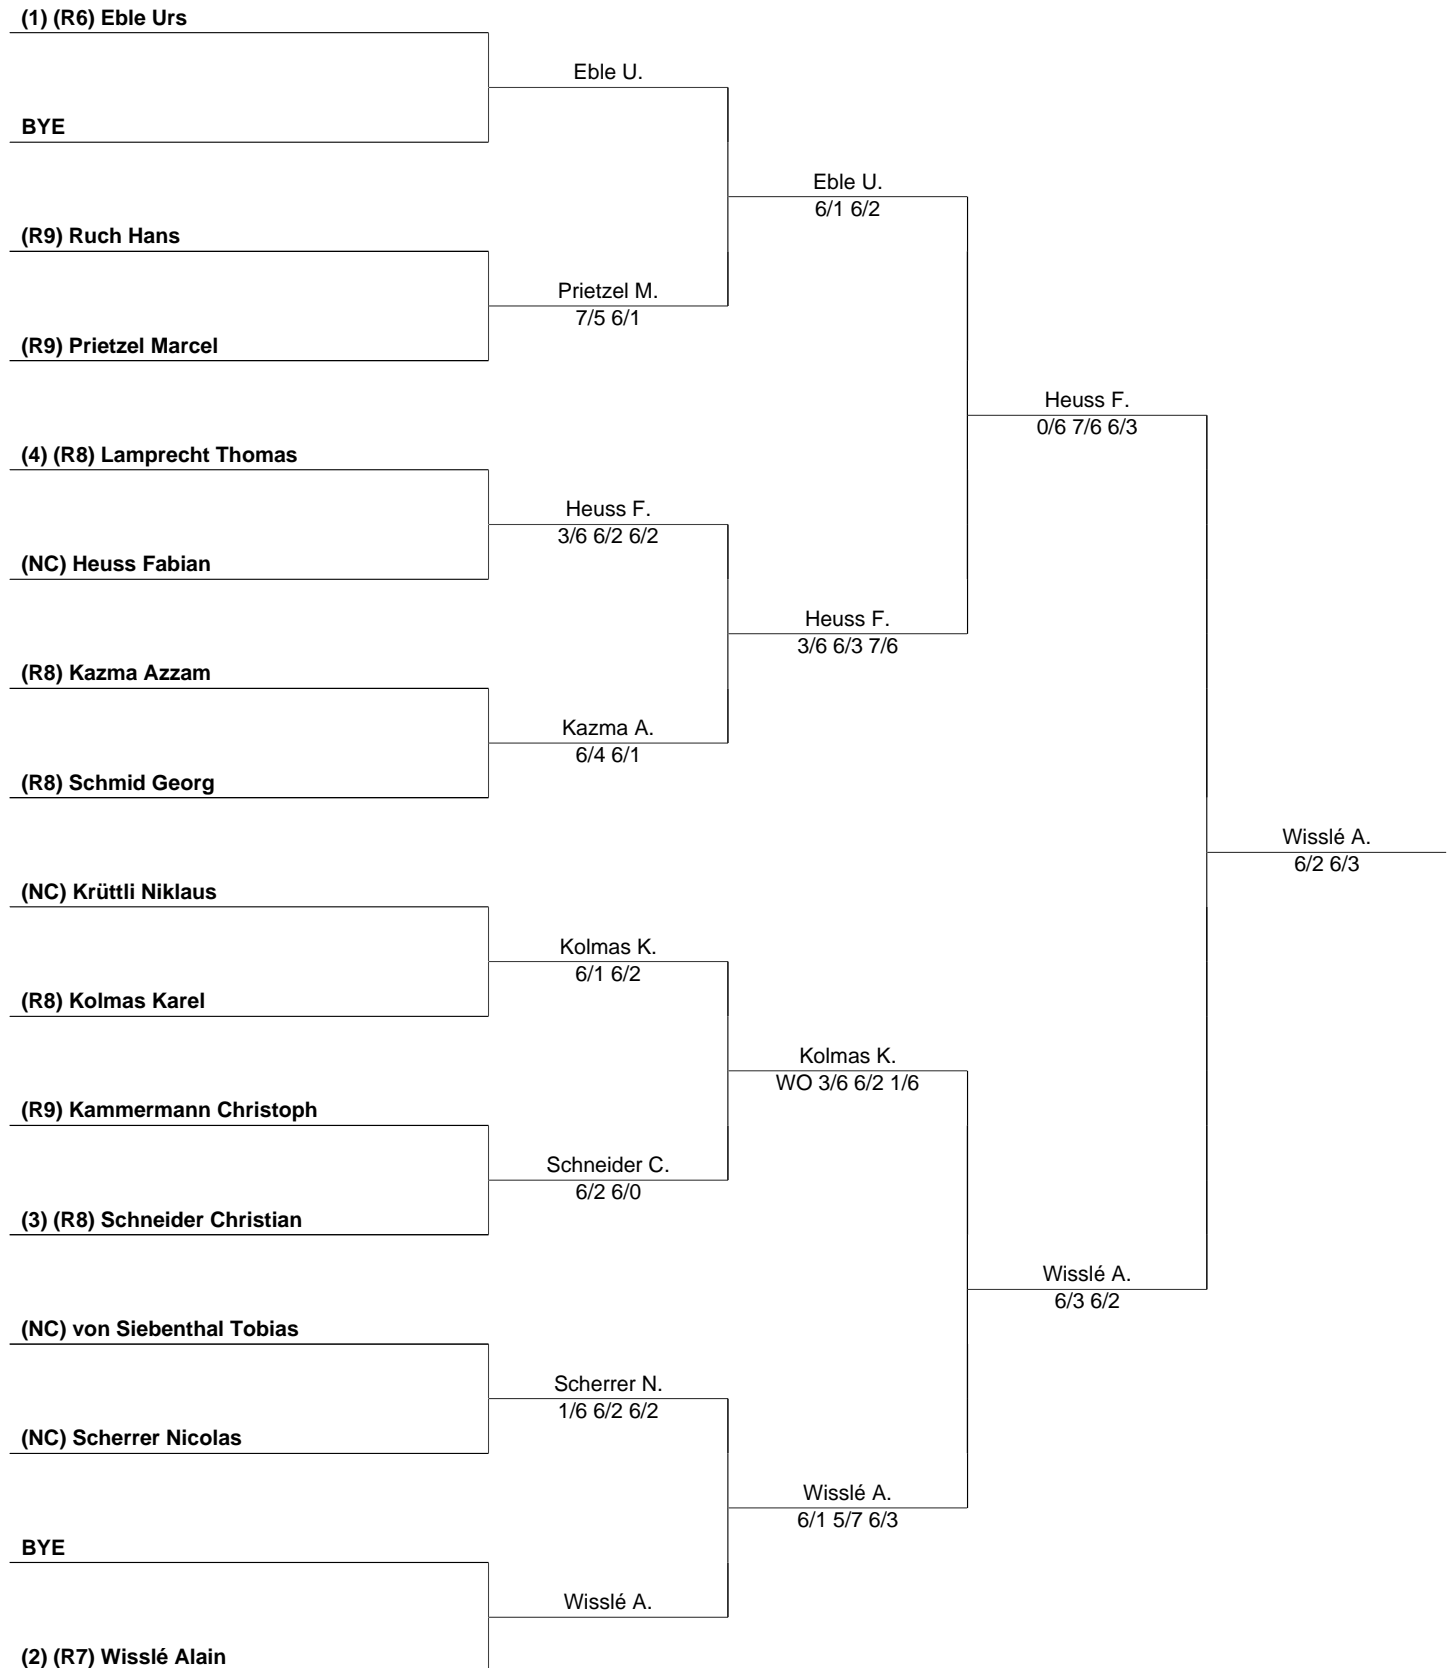 (1) (R6) Eble Urs
Eble U.
BYE
Eble U.
6/1 6/2
(R9) Ruch Hans
Prietzel M.
7/5 6/1
(R9) Prietzel Marcel
Heuss F.
0/6 7/6 6/3
(4) (R8) Lamprecht Thomas
Heuss F.
3/6 6/2 6/2
(NC) Heuss Fabian
Heuss F.
3/6 6/3 7/6
(R8) Kazma Azzam
Kazma A.
6/4 6/1
(R8) Schmid Georg
Wisslé A.
6/2 6/3
(NC) Krüttli Niklaus
Kolmas K.
6/1 6/2
(R8) Kolmas Karel
Kolmas K.
WO 3/6 6/2 1/6
(R9) Kammermann Christoph
Schneider C.
6/2 6/0
(3) (R8) Schneider Christian
Wisslé A.
6/3 6/2
(NC) von Siebenthal Tobias
Scherrer N.
1/6 6/2 6/2
(NC) Scherrer Nicolas
Wisslé A.
6/1 5/7 6/3
BYE
Wisslé A.
(2) (R7) Wisslé Alain